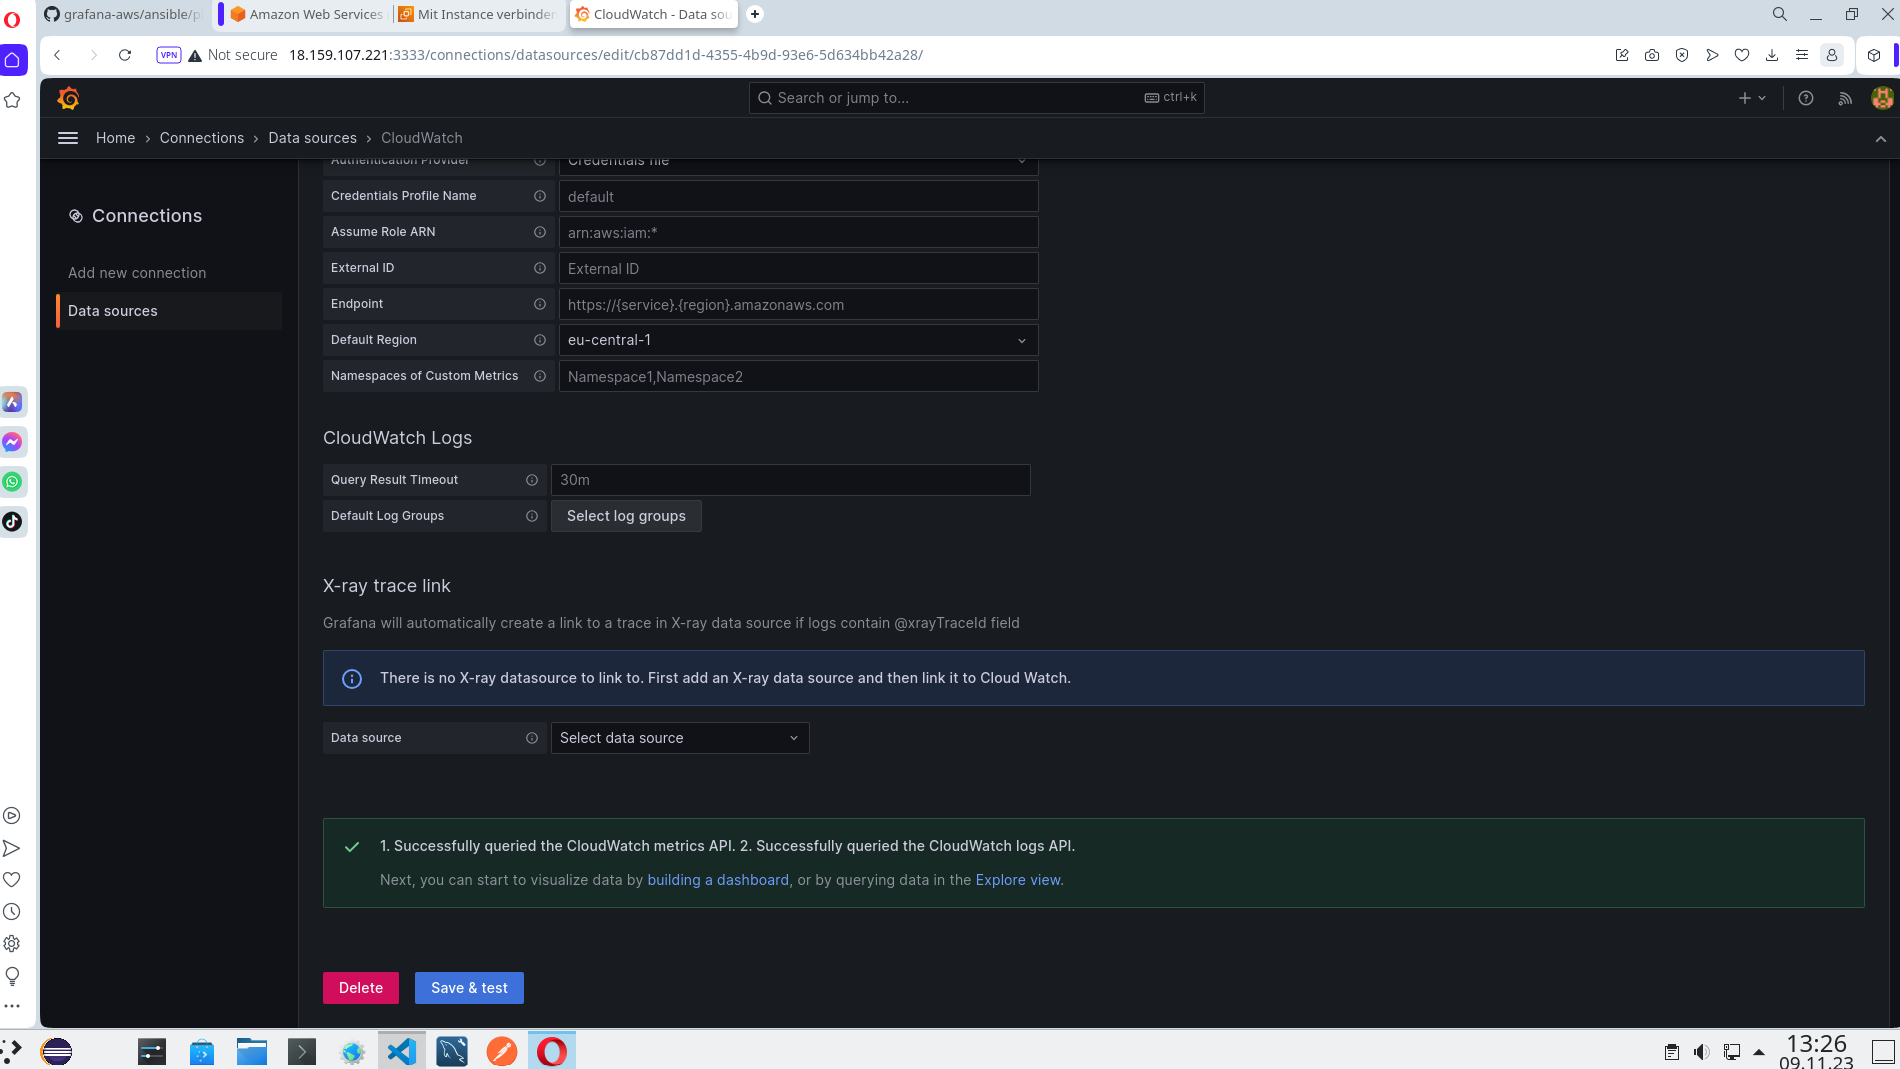 grafana-aws/ansible/pl
Amazon Web Services
Mit Instance verbinden
CloudWatch - Data sou
VPN
Not secure
18.159.107.221:3333/connections/datasources/edit/cb87dd1d-4355-4b9d-93e6-5d634bb42a28/
Search or jump to...
ctrl+k
Home › Connections › Data sources › CloudWatch
Connections
Add new connection
Data sources
Authentication Provider
Credentials file
Credentials Profile Name
default
Assume Role ARN
arn:aws:iam:*
External ID
External ID
Endpoint
https://{service}.{region}.amazonaws.com
Default Region
eu-central-1
Namespaces of Custom Metrics
Namespace1,Namespace2
CloudWatch Logs
Query Result Timeout
30m
Default Log Groups
Select log groups
X-ray trace link
Grafana will automatically create a link to a trace in X-ray data source if logs contain @xrayTraceId field
There is no X-ray datasource to link to. First add an X-ray data source and then link it to Cloud Watch.
Data source
Select data source
1. Successfully queried the CloudWatch metrics API. 2. Successfully queried the CloudWatch logs API.
Next, you can start to visualize data by building a dashboard, or by querying data in the Explore view.
Delete
Save & test
13:26
09.11.23